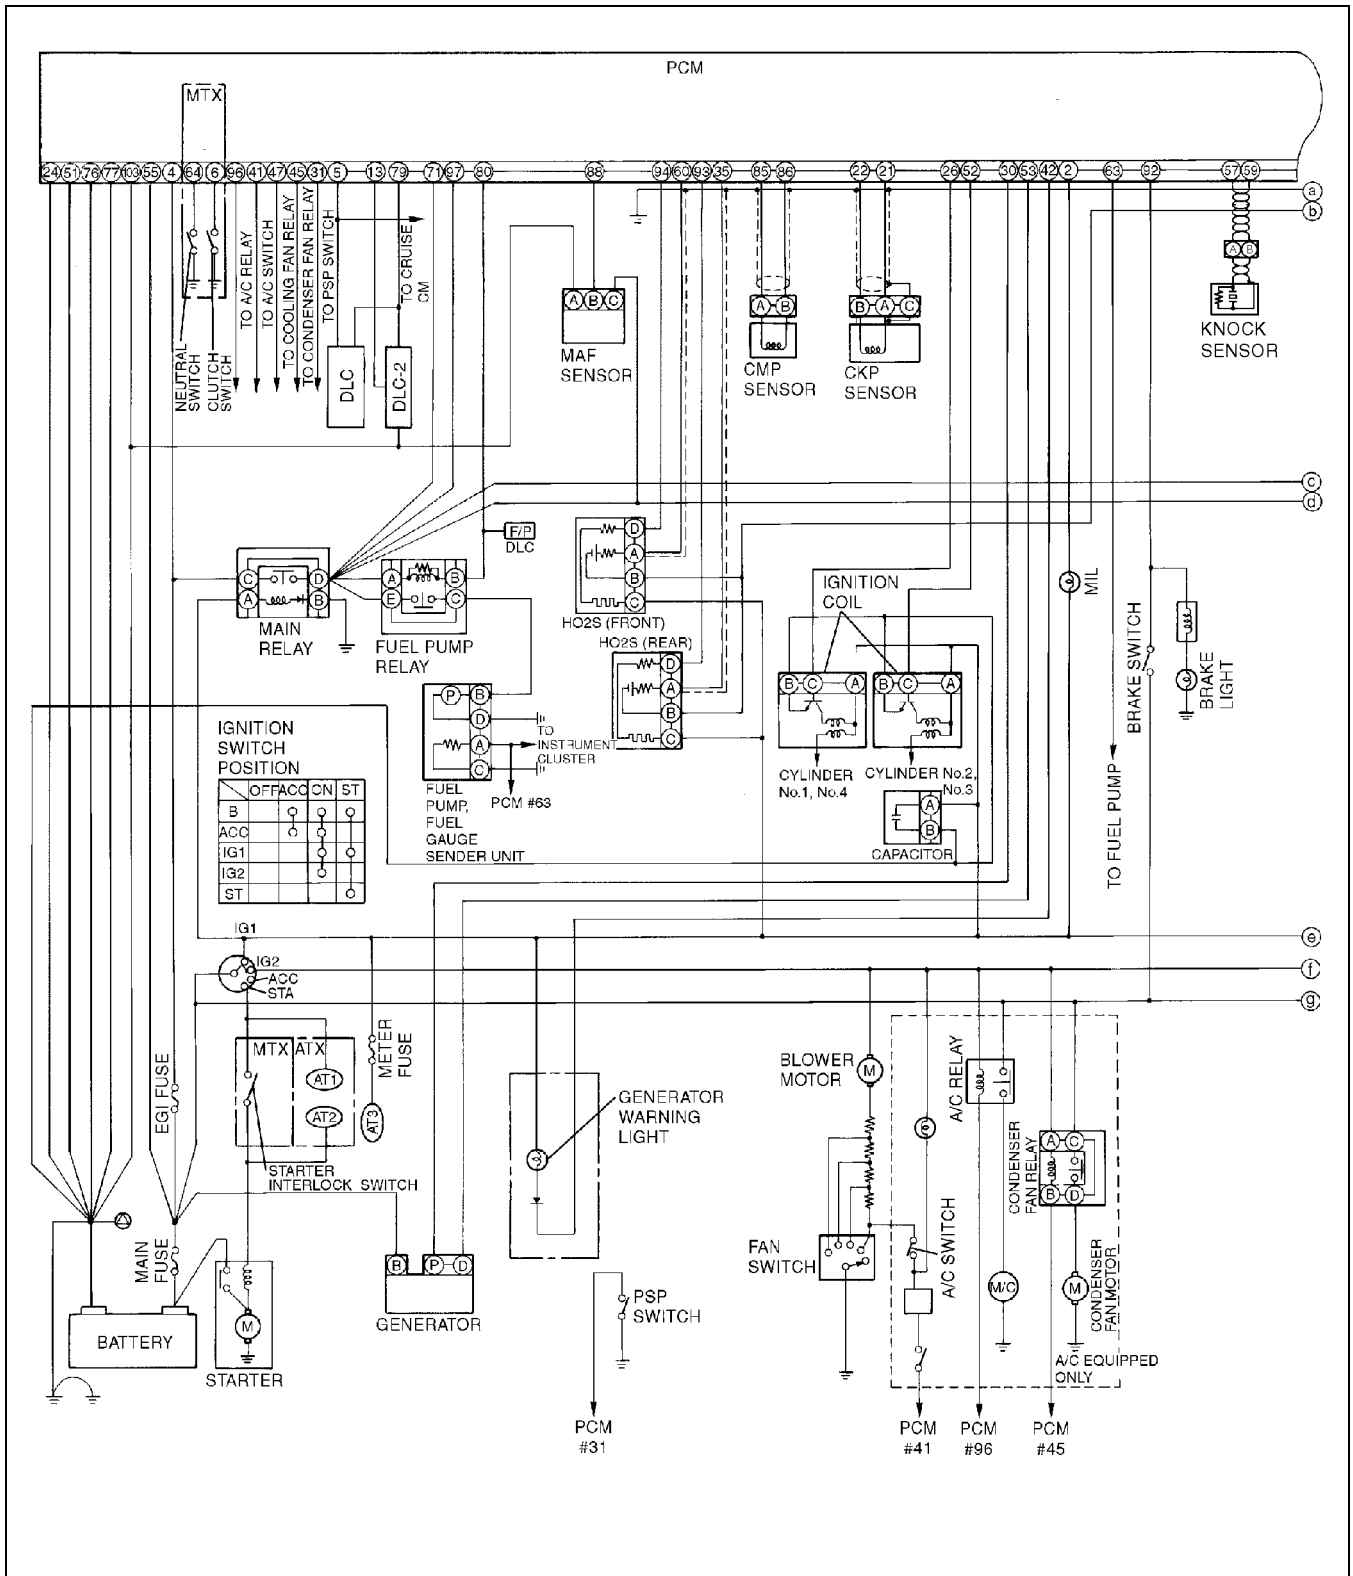 PCM
MTX
24 51 76 77 103 55 4 64 6 96 41 47 45 31 5 13 79 71 97 80 88 94 60 93 35 85 86 22 21 26 52 30 53 42 2 63 92 57 59
a
b
NEUTRAL
SWITCH
CLUTCH
SWITCH
TO A/C RELAY
TO A/C SWITCH
TO COOLING FAN RELAY
TO CONDENSER FAN RELAY
TO PSP SWITCH
TO CRUISE
CM
DLC
DLC-2
A B C
MAF
SENSOR
A B
CMP
SENSOR
B A C
CKP
SENSOR
A B
KNOCK
SENSOR
c
d
F/P
DLC
C D
A B
MAIN
RELAY
A B
E C
FUEL PUMP
RELAY
D
A
B
C
HO2S (FRONT)
HO2S (REAR)
D
A
B
C
IGNITION
COIL
B C A
B C A
CYLINDER
No.1, No.4
CYLINDER No.2,
No.3
A
B
CAPACITOR
MIL
TO FUEL PUMP
BRAKE SWITCH
BRAKE
LIGHT
P B
D
A
C
TO
INSTRUMENT
CLUSTER
PCM #63
FUEL
PUMP,
FUEL
GAUGE
SENDER UNIT
IGNITION
SWITCH
POSITION
OFF ACC ON ST
B
ACC
IG1
IG2
ST
IG1
IG2
ACC
STA
e
f
g
EGI FUSE
MTX ATX
AT1
AT2
AT3
METER
FUSE
STARTER
INTERLOCK SWITCH
GENERATOR
WARNING
LIGHT
BLOWER
MOTOR
M
A/C RELAY
CONDENSER
FAN RELAY
A C
B D
MAIN
FUSE
BATTERY
M
STARTER
B P D
GENERATOR
PSP
SWITCH
FAN
SWITCH
A/C SWITCH
M/C
M
CONDENSER
FAN MOTOR
A/C EQUIPPED
ONLY
PCM
#31
PCM
#41
PCM
#96
PCM
#45